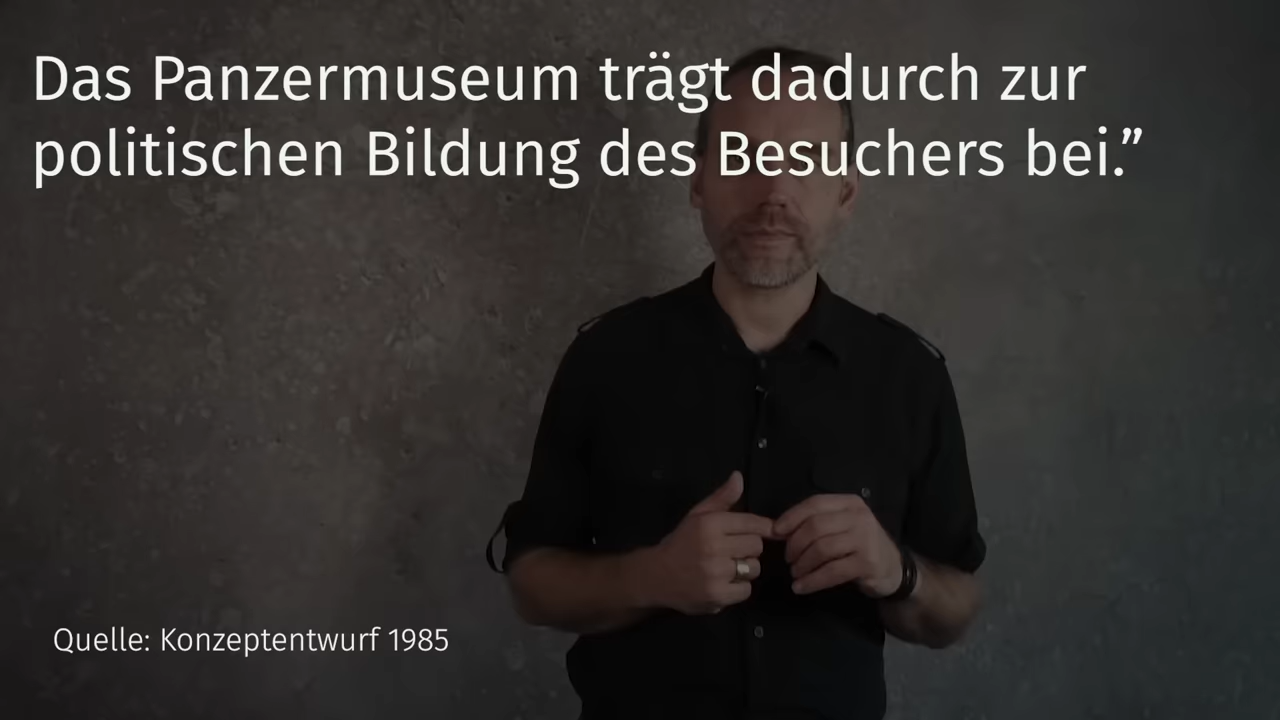 Das Panzermuseum trägt dadurch zur
politischen Bildung des Besuchers bei.”
Quelle: Konzeptentwurf 1985